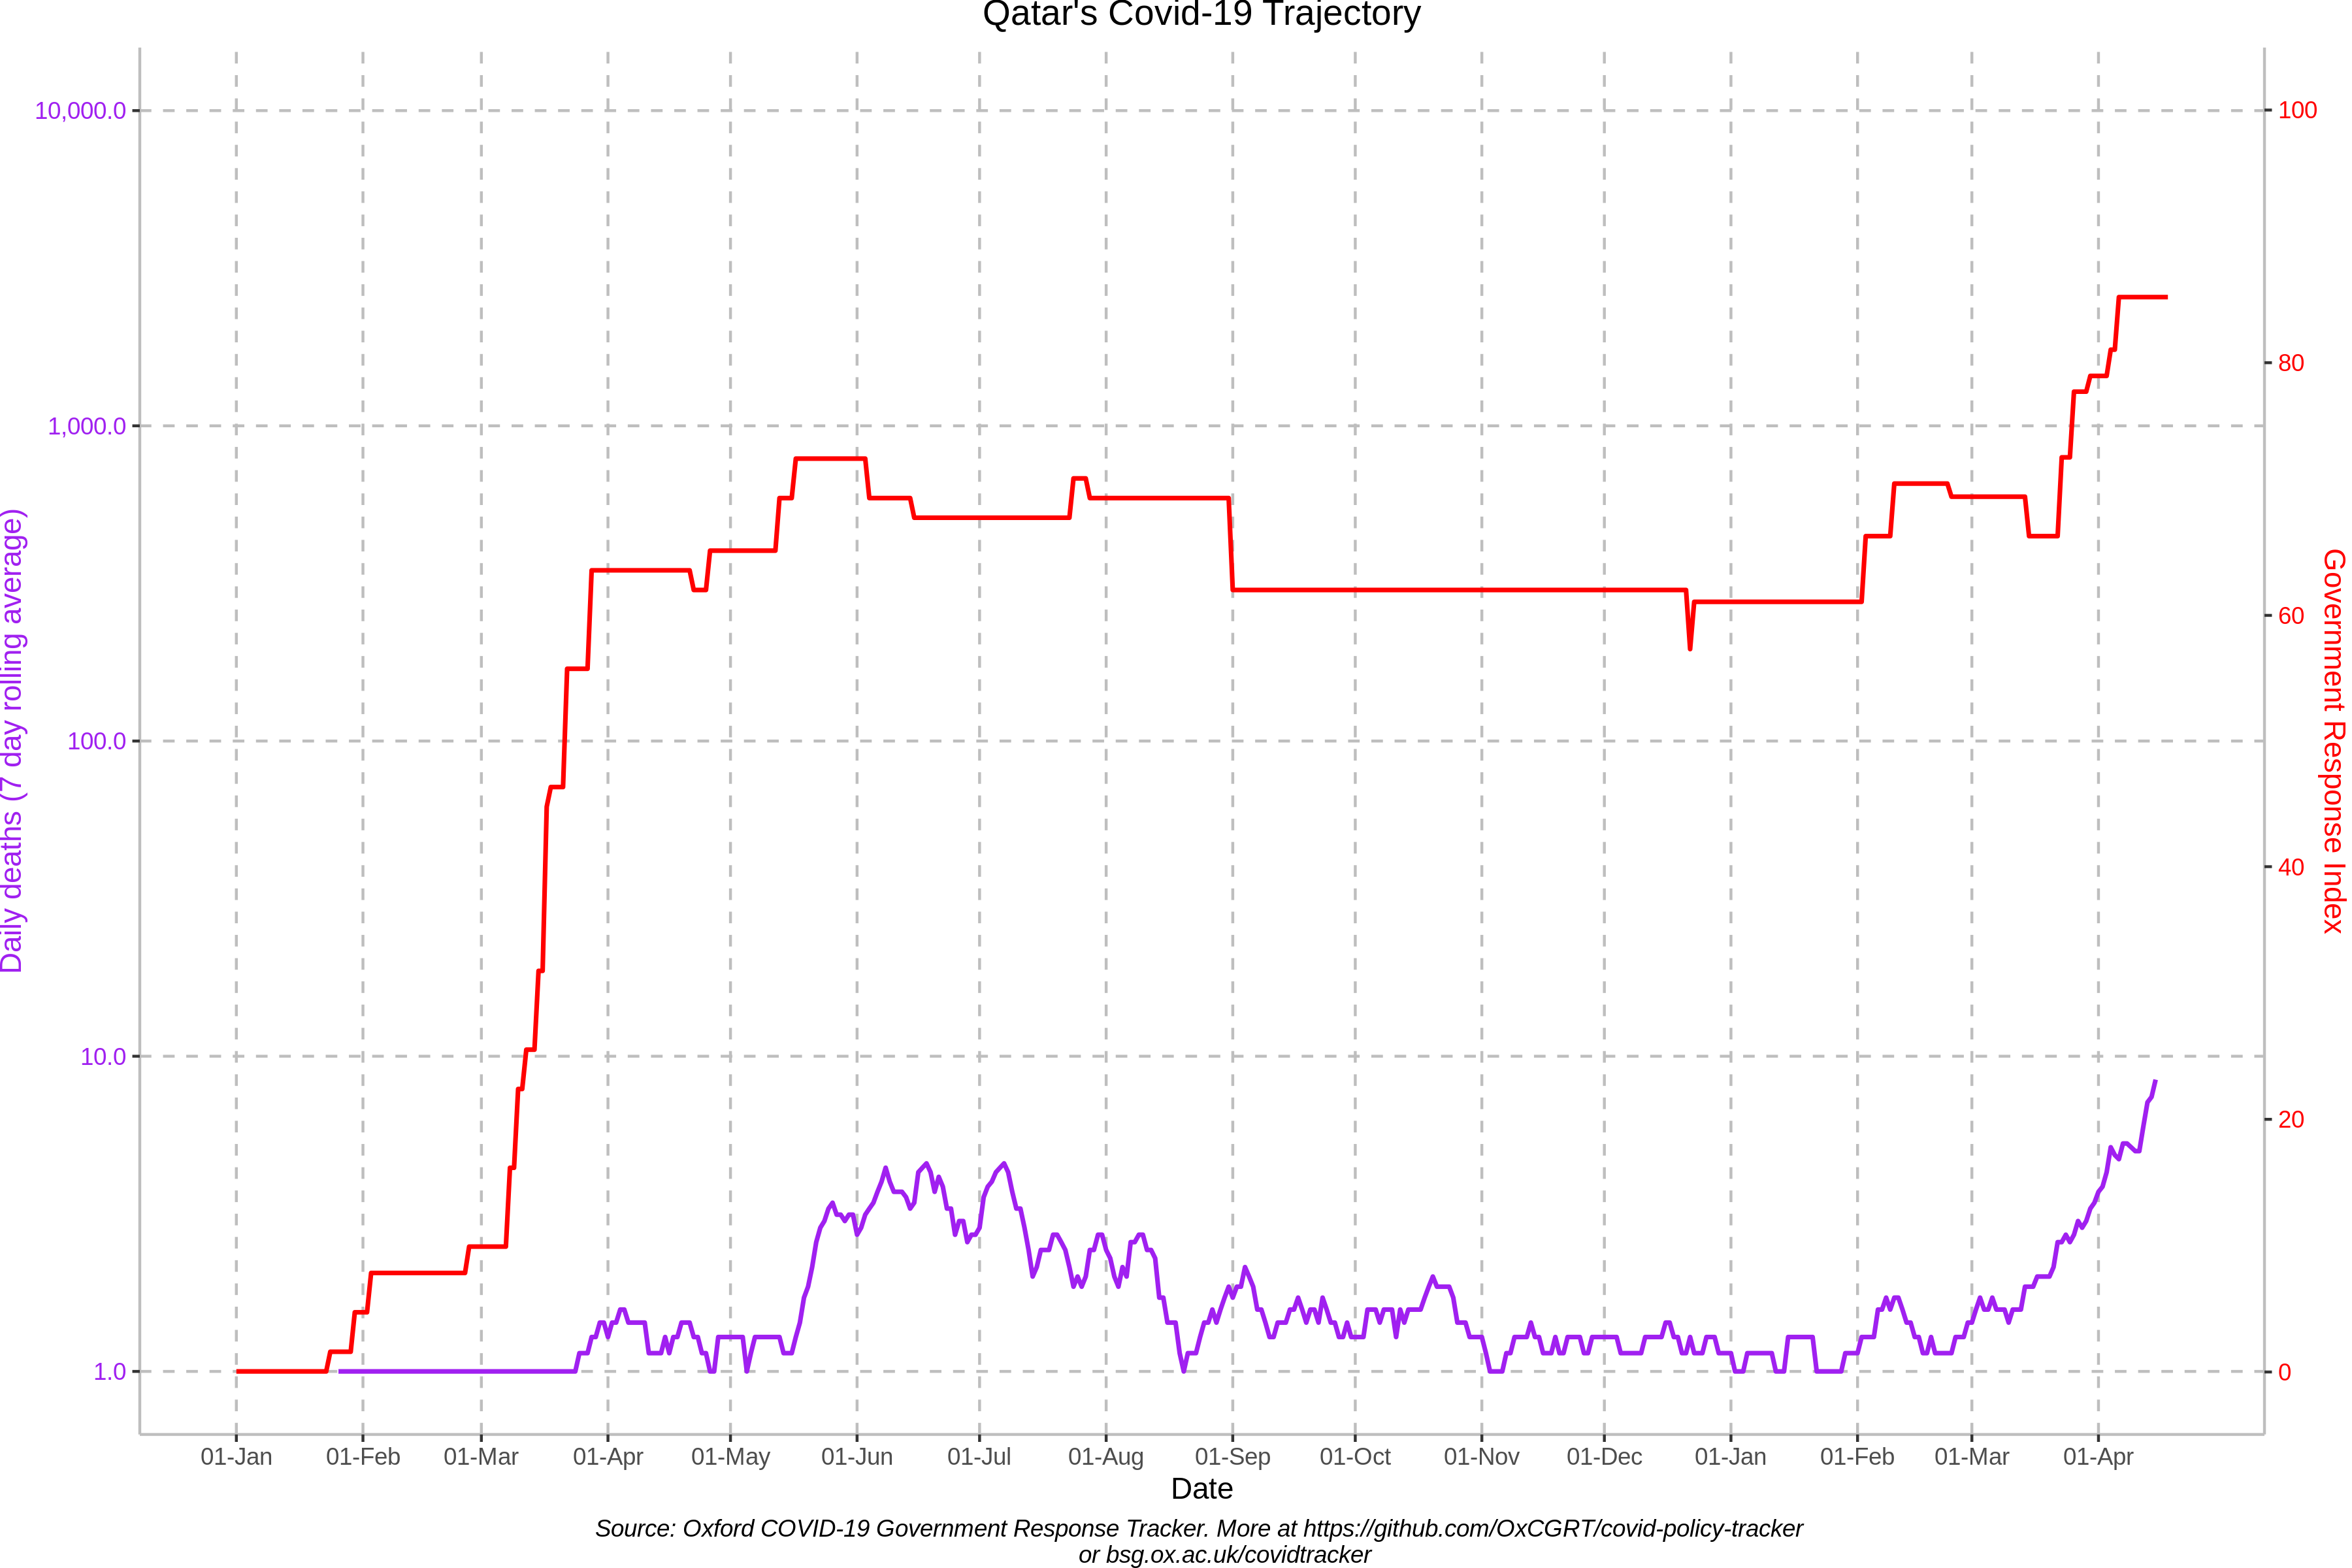 Qatar's Covid-19 Trajectory
10,000.0
1,000.0
100.0
10.0
1.0
Daily deaths (7 day rolling average)
100
80
60
40
20
0
Government Response Index
01-Jan 01-Feb 01-Mar 01-Apr 01-May 01-Jun 01-Jul 01-Aug 01-Sep 01-Oct 01-Nov 01-Dec 01-Jan 01-Feb 01-Mar 01-Apr
Date
Source: Oxford COVID-19 Government Response Tracker. More at https://github.com/OxCGRT/covid-policy-tracker
or bsg.ox.ac.uk/covidtracker